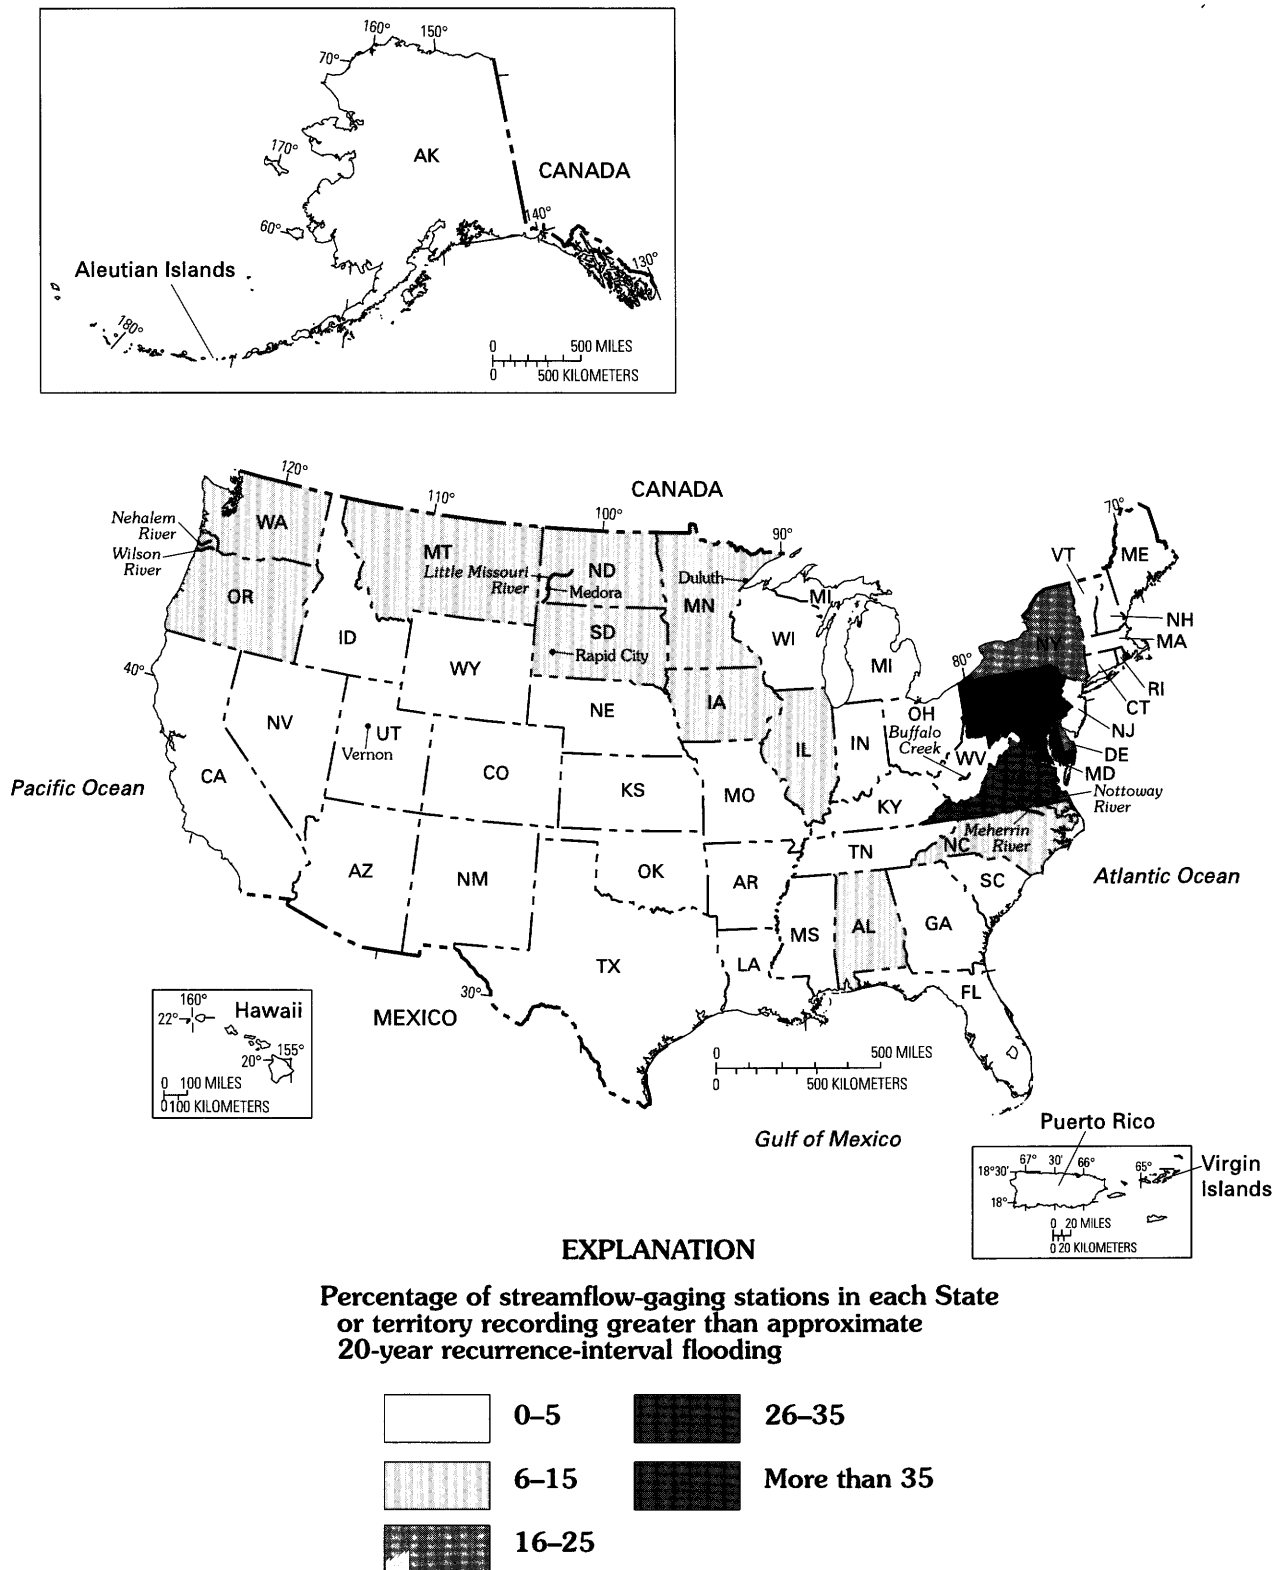 160°
150°
70°
170°
AK
CANADA
60°
140°
130°
Aleutian Islands
180°
0 500 MILES
0 500 KILOMETERS
120°
CANADA
110°
100°
90°
70°
Nehalem
River
Wilson
River
WA
MT
Little Missouri
River
ND
Medora
Duluth
MN
VT
ME
OR
ID
SD
Rapid City
WI
MI
MI
NY
NH
MA
80°
40°
WY
IA
NE
RI
CT
NJ
NV
UT
Vernon
IL
IN
OH
Buffalo
Creek
WV
DE
MD
Nottoway
River
Pacific Ocean
CA
CO
KS
MO
KY
Meherrin
River
NC
TN
AZ
NM
OK
AR
SC
Atlantic Ocean
MS
AL
GA
TX
LA
FL
30°
MEXICO
160°
Hawaii
22°
155°
20°
0 100 MILES
0 100 KILOMETERS
0 500 MILES
0 500 KILOMETERS
Gulf of Mexico
Puerto Rico
67° 30' 66° 65°
18°30'
18°
Virgin
Islands
0 20 MILES
0 20 KILOMETERS
EXPLANATION
Percentage of streamflow-gaging stations in each State
or territory recording greater than approximate
20-year recurrence-interval flooding
0–5
26–35
6–15
More than 35
16–25